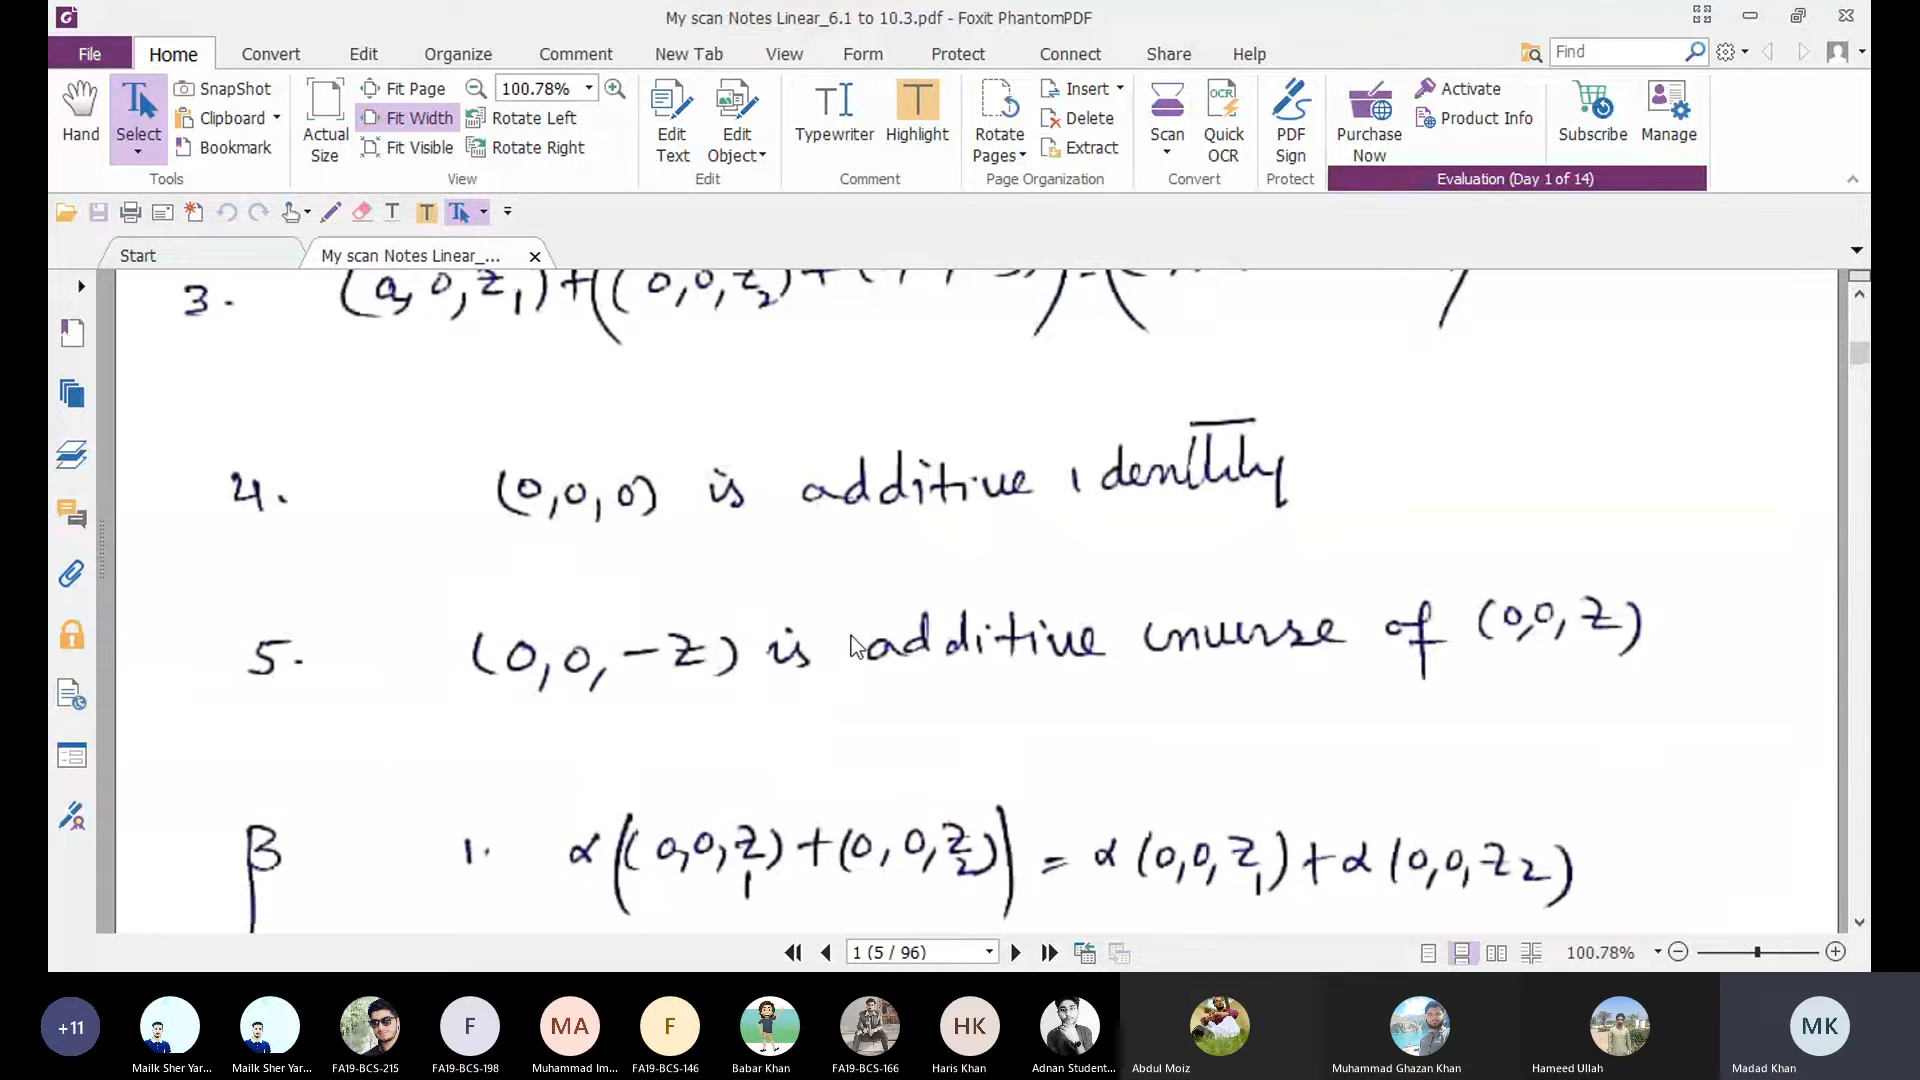 My scan Notes Linear_6.1 to 10.3.pdf - Foxit PhantomPDF
File Home Convert Edit Organize Comment New Tab View Form Protect Connect Share Help Find
Hand
Select
SnapShot
Clipboard
Bookmark
Tools
Actual Size
Fit Page
Fit Width
Fit Visible
100.78%
Rotate Left
Rotate Right
View
Edit Text
Edit Object
Edit
Typewriter
Highlight
Comment
Rotate Pages
Insert
Delete
Extract
Page Organization
Scan
Quick OCR
Convert
PDF Sign
Protect
Purchase Now
Activate
Product Info
Subscribe
Manage
Evaluation (Day 1 of 14)
Start
My scan Notes Linear_...
3. (0, 0, z₁) + ((0, 0, z₂) +
4. (0, 0, 0) is additive identity
5. (0, 0, -z) is additive inverse of (0, 0, z)
β 1. α((0, 0, z₁) + (0, 0, z₂)) = α(0, 0, z₁) + α(0, 0, z₂)
1 (5 / 96)
100.78%
+11 F MA F HK MK
Mailk Sher Yar... Mailk Sher Yar... FA19-BCS-215 FA19-BCS-198 Muhammad Im... FA19-BCS-146 Babar Khan FA19-BCS-166 Haris Khan Adnan Student... Abdul Moiz Muhammad Ghazan Khan Hameed Ullah Madad Khan